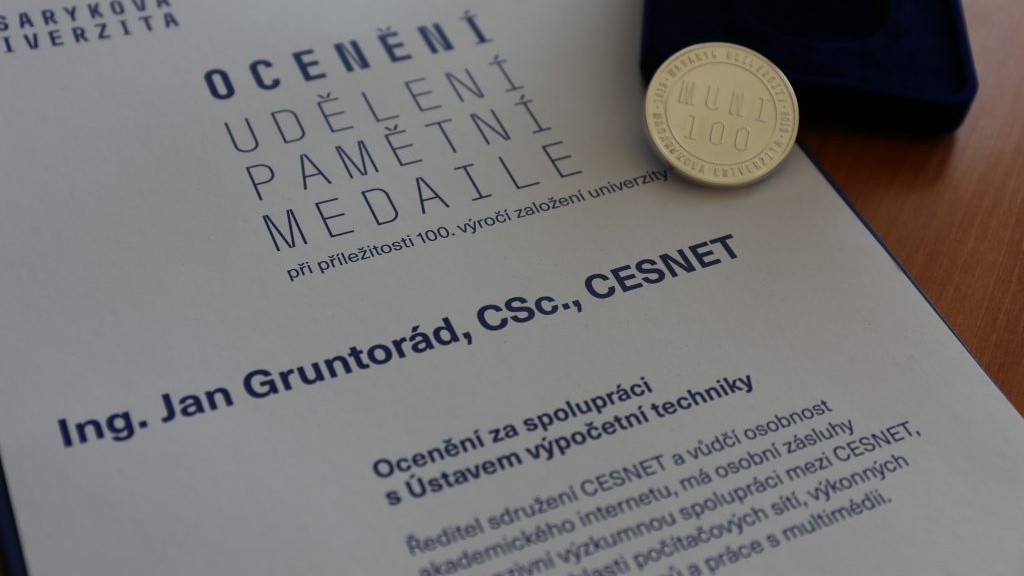 SARYKOVA
IVERZITA
OCENĚNÍ
UDĚLENÍ
PAMĚTNÍ
MEDAILE
při příležitosti 100. výročí založení univerzity
MUNI
100
MASARYKOVA UNIVERZITA
Ing. Jan Gruntorád, CSc., CESNET
Ocenění za spolupráci
s Ústavem výpočetní techniky
Ředitel sdružení CESNET a vůdčí osobnost
akademického internetu, má osobní zásluhy
výzkumnou spolupráci mezi CESNET,
počítačových sítí, výkonných
a práce s multimédii.